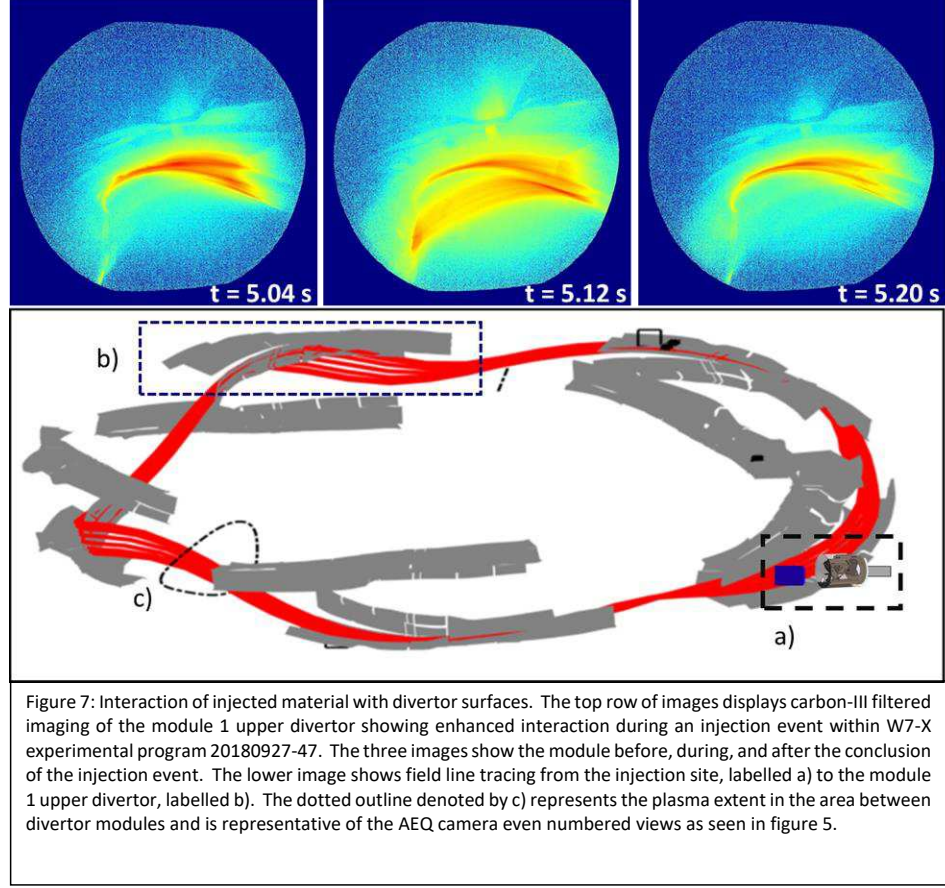 t = 5.04 s
t = 5.12 s
t = 5.20 s
b)
c)
a)
Figure 7: Interaction of injected material with divertor surfaces.  The top row of images displays carbon-III filtered
imaging of the module 1 upper divertor showing enhanced interaction during an injection event within W7-X
experimental program 20180927-47.  The three images show the module before, during, and after the conclusion
of the injection event.  The lower image shows field line tracing from the injection site, labelled a) to the module
1 upper divertor, labelled b).  The dotted outline denoted by c) represents the plasma extent in the area between
divertor modules and is representative of the AEQ camera even numbered views as seen in figure 5.